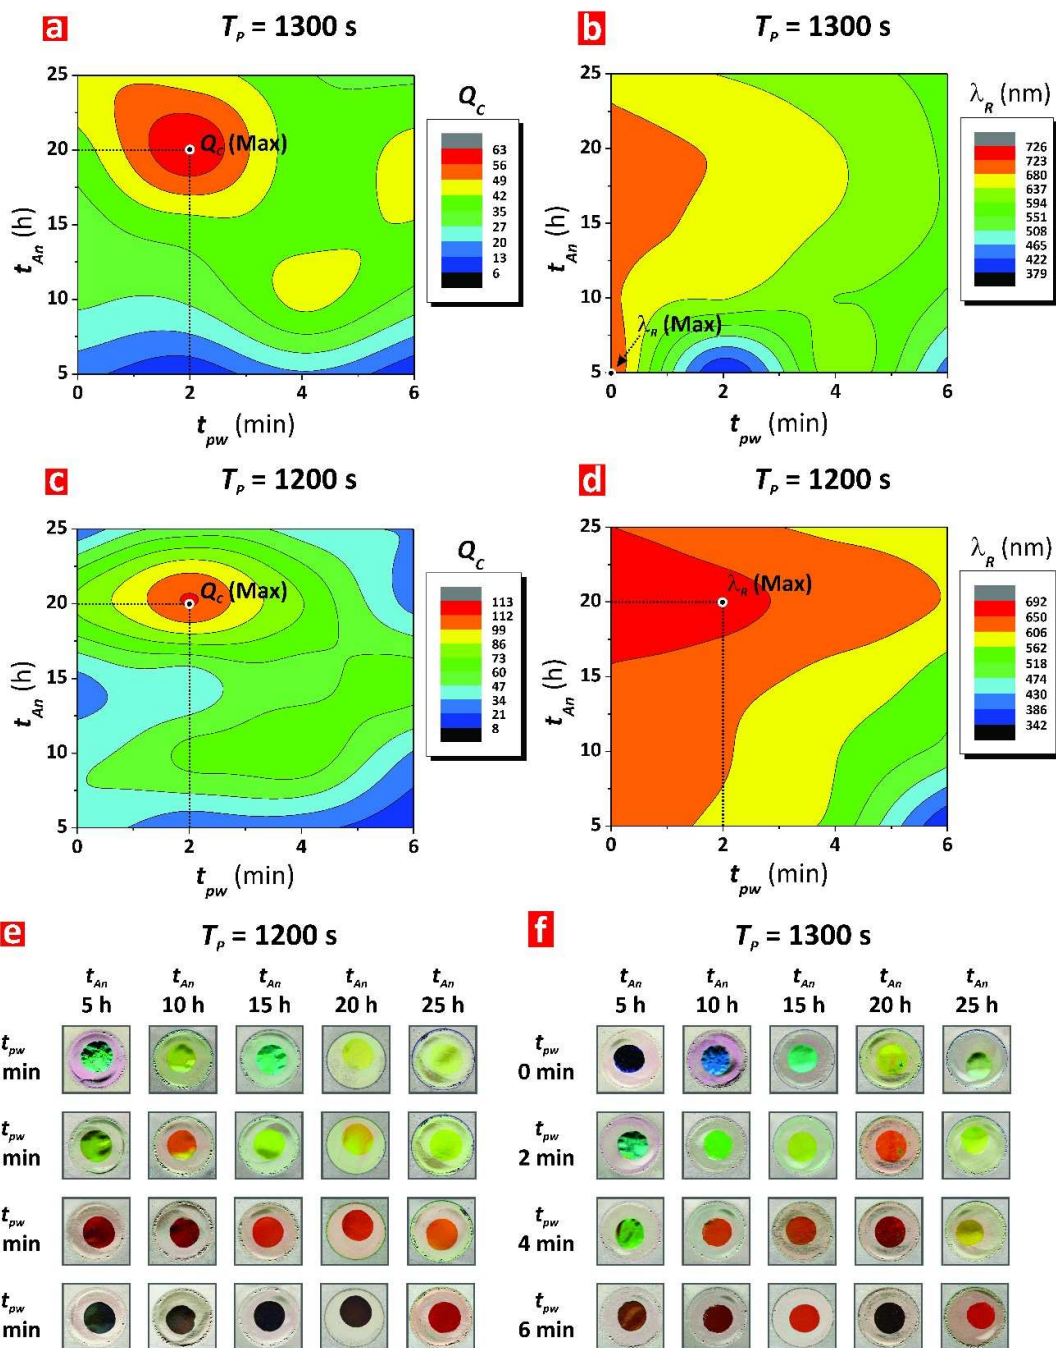 a
T_P = 1300 s
b
T_P = 1300 s
25
20
15
10
5
t_An (h)
Q_C (Max)
0 2 4 6
t_pw (min)
Q_C
63
56
49
42
35
27
20
13
6
25
20
15
10
5
t_An (h)
λ_R (Max)
0 2 4 6
t_pw (min)
λ_R (nm)
726
723
680
637
594
551
508
465
422
379
c
T_P = 1200 s
d
T_P = 1200 s
25
20
15
10
5
t_An (h)
Q_C (Max)
0 2 4 6
t_pw (min)
Q_C
113
112
99
86
73
60
47
34
21
8
25
20
15
10
5
t_An (h)
λ_R (Max)
0 2 4 6
t_pw (min)
λ_R (nm)
692
650
606
562
518
474
430
386
342
e
T_P = 1200 s
t_An t_An t_An t_An t_An
5 h 10 h 15 h 20 h 25 h
t_pw
min
t_pw
min
t_pw
min
t_pw
min
f
T_P = 1300 s
t_An t_An t_An t_An t_An
5 h 10 h 15 h 20 h 25 h
t_pw
0 min
t_pw
2 min
t_pw
4 min
t_pw
6 min